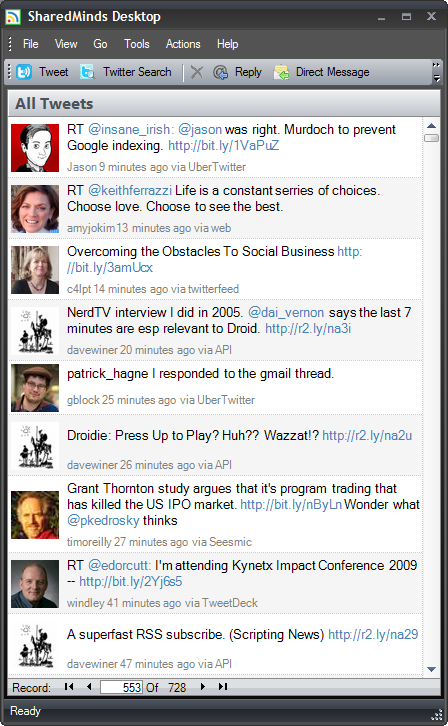 SharedMinds Desktop
File View Go Tools Actions Help
Tweet Twitter Search Reply Direct Message
All Tweets
RT @insane_irish: @jason was right. Murdoch to prevent
Google indexing. http://bit.ly/1VaPuZ
Jason 9 minutes ago via UberTwitter
RT @keithferrazzi Life is a constant serries of choices.
Choose love. Choose to see the best.
amyjokim 13 minutes ago via web
Overcoming the Obstacles To Social Business http:
//bit.ly/3amUcx
c4lpt 14 minutes ago via twitterfeed
NerdTV interview I did in 2005. @dai_vernon says the last 7
minutes are esp relevant to Droid. http://r2.ly/na3i
davewiner 20 minutes ago via API
patrick_hagne I responded to the gmail thread.
gblock 25 minutes ago via UberTwitter
Droidie: Press Up to Play? Huh?? Wazzat!? http://r2.ly/na2u
davewiner 26 minutes ago via API
Grant Thornton study argues that it's program trading that
has killed the US IPO market. http://bit.ly/nByLn Wonder what
@pkedrosky thinks
timoreilly 27 minutes ago via Seesmic
RT @edorcutt: I'm attending Kynetx Impact Conference 2009
-- http://bit.ly/2Yj6s5
windley 41 minutes ago via TweetDeck
A superfast RSS subscribe. (Scripting News) http://r2.ly/na29
davewiner 47 minutes ago via API
Record: 553 Of 728
Ready